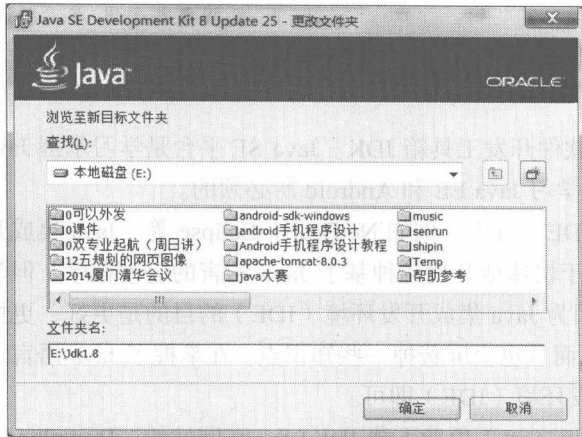 Java SE Development Kit 8 Update 25 - 更改文件夹
Java
ORACLE
浏览至新目标文件夹
查找(L):
本地磁盘 (E:)
0可以外发
android-sdk-windows
music
0课件
android手机程序设计
senrun
0双专业起航（周日讲）
Android手机程序设计教程
shipin
12五规划的网页图像
apache-tomcat-8.0.3
Temp
2014厦门清华会议
java大赛
帮助参考
文件夹名:
E:\Jdk1.8
确定
取消